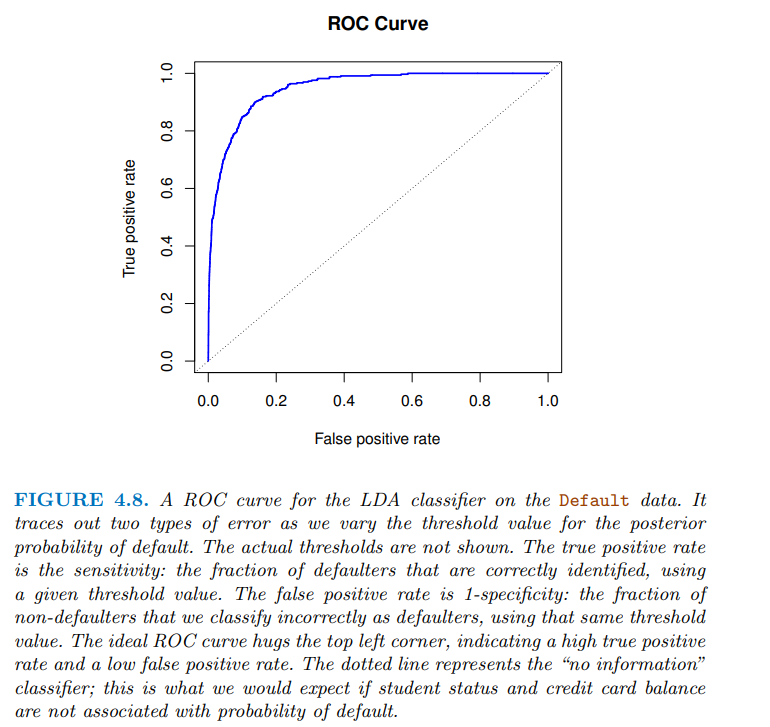 ROC Curve
True positive rate
1.0
0.8
0.6
0.4
0.2
0.0
0.0 0.2 0.4 0.6 0.8 1.0
False positive rate
FIGURE 4.8. A ROC curve for the LDA classifier on the Default data. It
traces out two types of error as we vary the threshold value for the posterior
probability of default. The actual thresholds are not shown. The true positive rate
is the sensitivity: the fraction of defaulters that are correctly identified, using
a given threshold value. The false positive rate is 1-specificity: the fraction of
non-defaulters that we classify incorrectly as defaulters, using that same threshold
value. The ideal ROC curve hugs the top left corner, indicating a high true positive
rate and a low false positive rate. The dotted line represents the “no information”
classifier; this is what we would expect if student status and credit card balance
are not associated with probability of default.